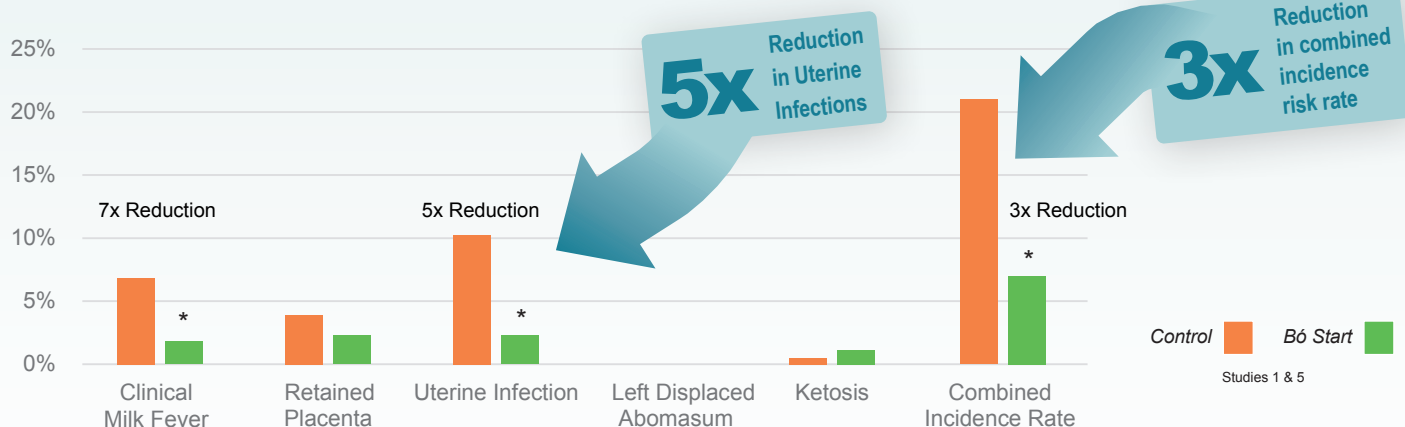 25%
20%
15%
10%
5%
0%
5x
Reduction
in Uterine
Infections
3x
Reduction
in combined
incidence
risk rate
7x Reduction
5x Reduction
3x Reduction
*
*
*
Clinical
Milk Fever
Retained
Placenta
Uterine Infection
Left Displaced
Abomasum
Ketosis
Combined
Incidence Rate
Control
Bó Start
Studies 1 & 5